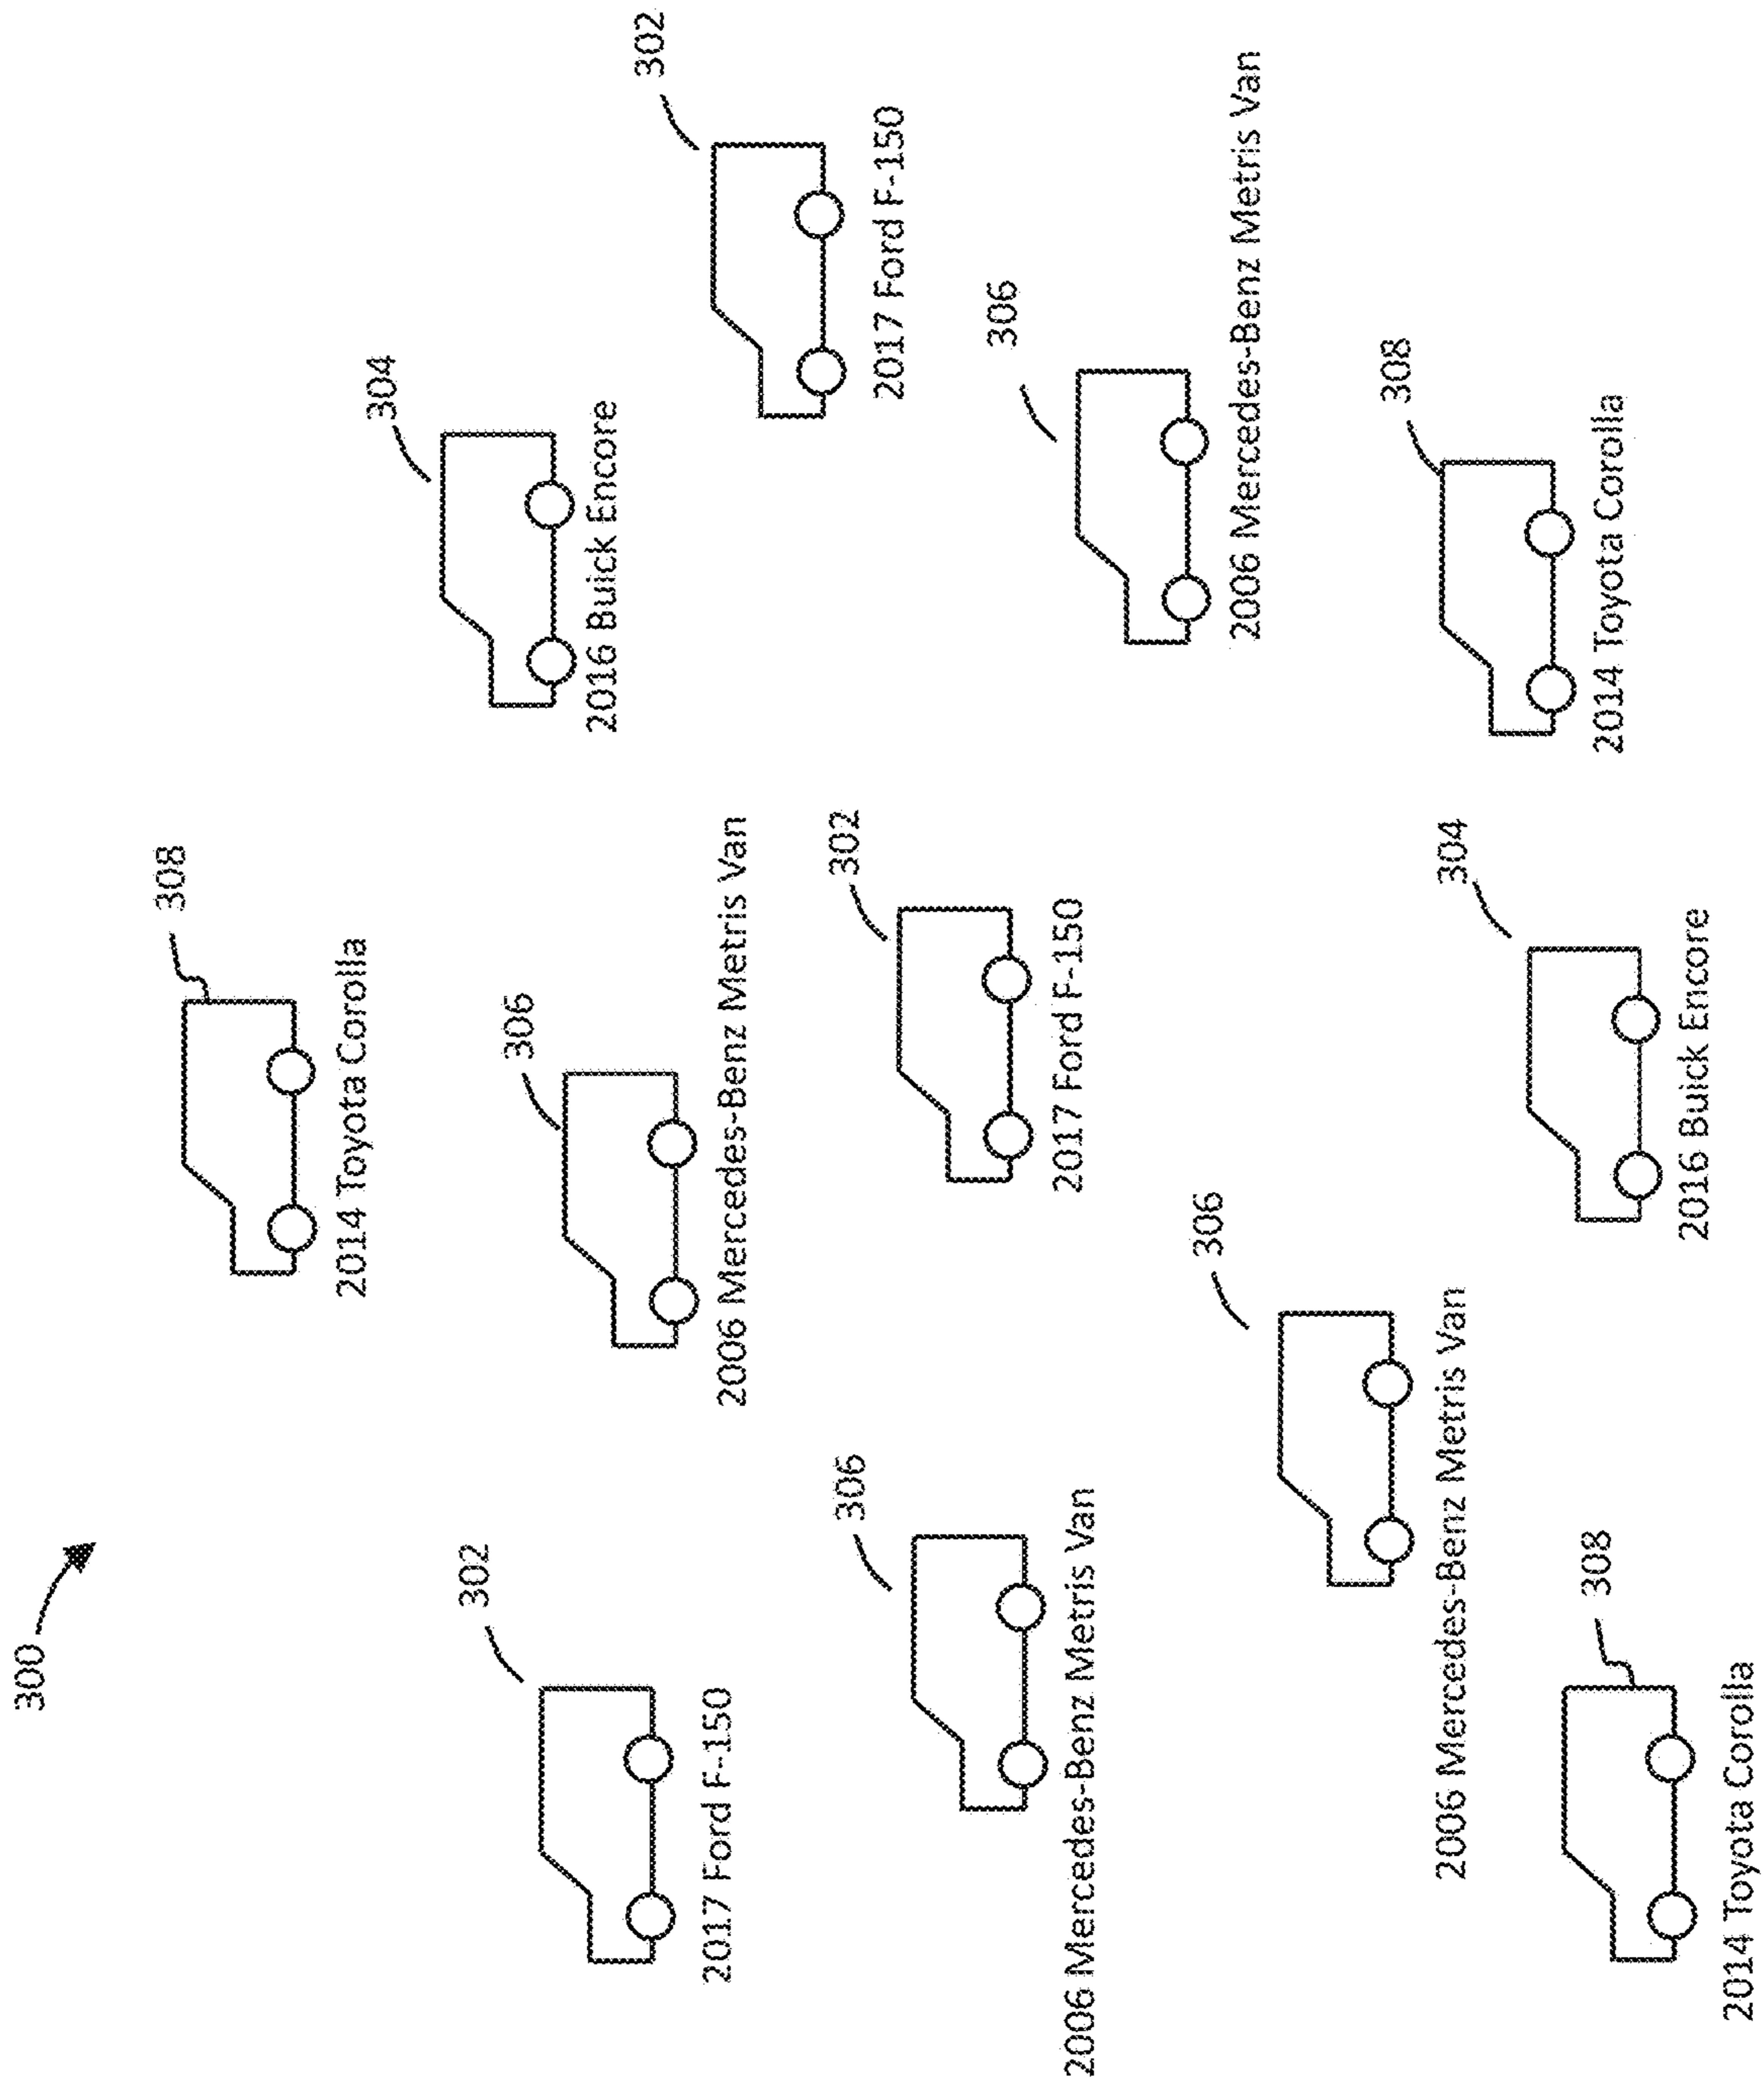 300
308
2014 Toyota Corolla
304
302
306
2016 Buick Encore
302
2017 Ford F-150
2006 Mercedes-Benz Metris Van
306
302
2017 Ford F-150
306
2006 Mercedes-Benz Metris Van
2017 Ford F-150
306
2006 Mercedes-Benz Metris Van
308
2006 Mercedes-Benz Metris Van
304
308
2014 Toyota Corolla
2016 Buick Encore
2014 Toyota Corolla